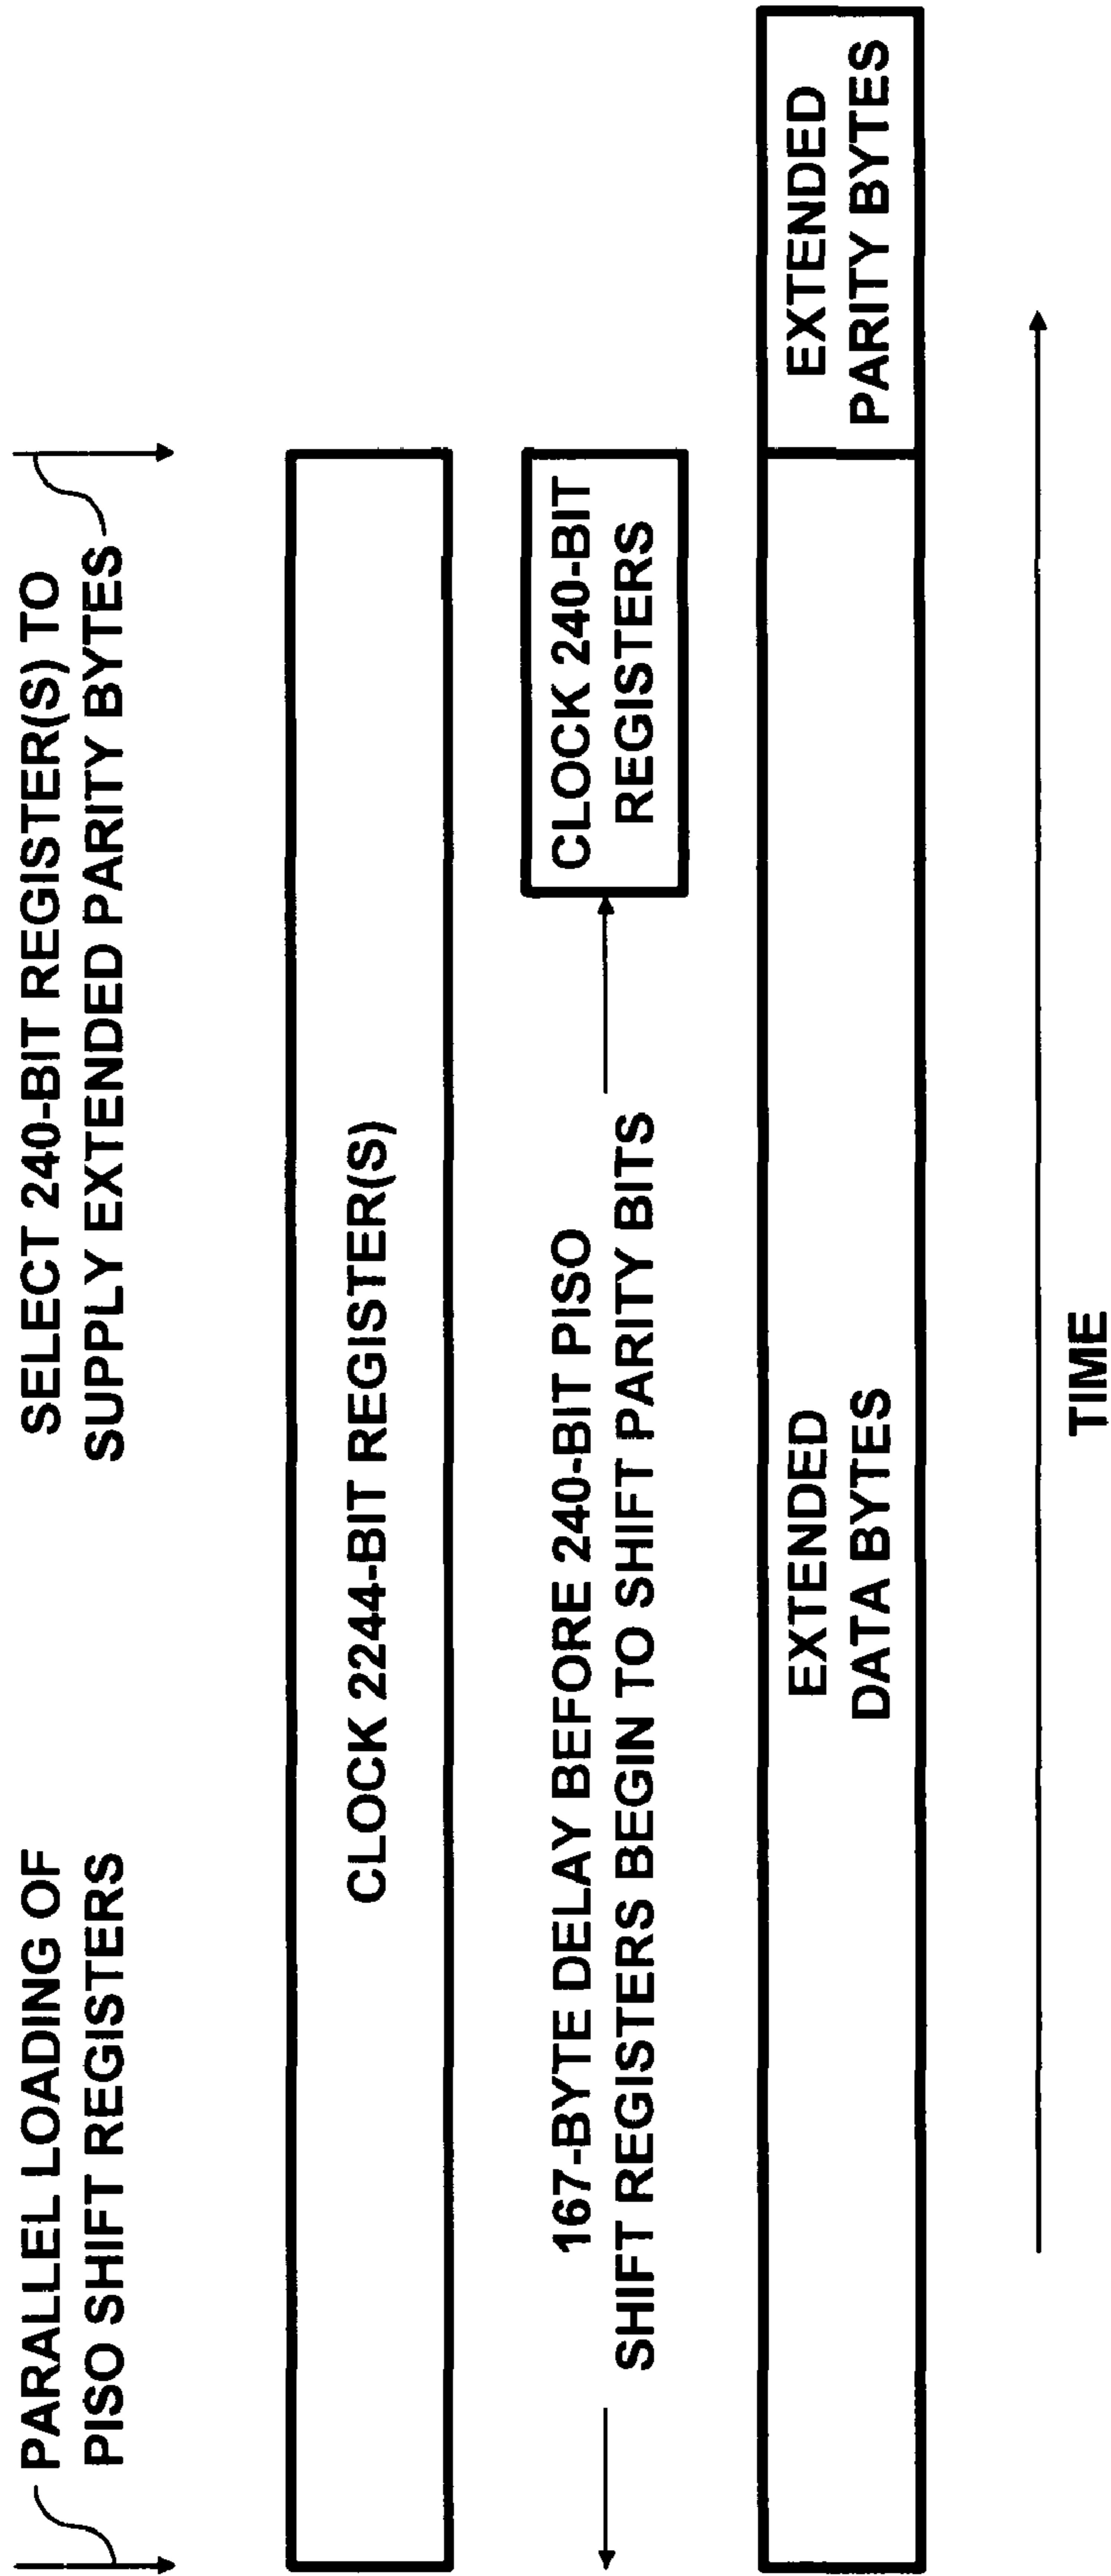 PARALLEL LOADING OF
PISO SHIFT REGISTERS
SELECT 240-BIT REGISTER(S) TO
SUPPLY EXTENDED PARITY BYTES
CLOCK 2244-BIT REGISTER(S)
167-BYTE DELAY BEFORE 240-BIT PISO
SHIFT REGISTERS BEGIN TO SHIFT PARITY BITS
CLOCK 240-BIT
REGISTERS
EXTENDED
DATA BYTES
EXTENDED
PARITY BYTES
TIME